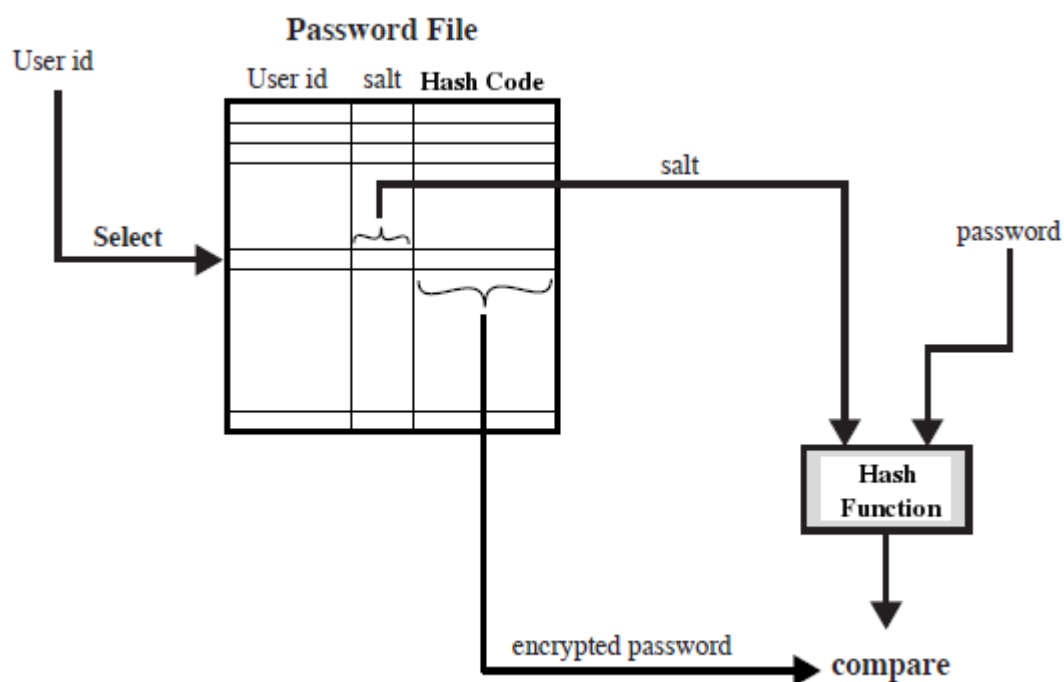 Password File
User id
User id salt Hash Code
salt
Select
password
Hash
Function
encrypted password
compare